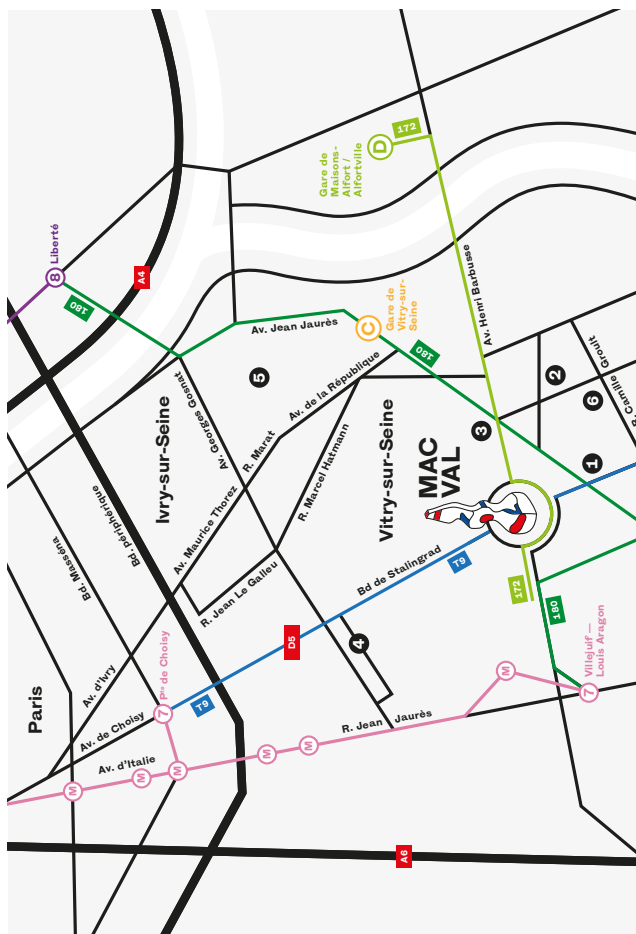 8
Liberté
180
A4
D
172
Gare de
Maisons-
Alfort /
Alfortville
Av. Henri Barbusse
C
Gare de
Vitry-sur-
Seine
Av. Jean Jaurès
180
5
2
6
R. Camille Groult
3
1
Av. de la République
Av. Georges Gosnat
R. Marat
R. Marcel Hatmann
Ivry-sur-Seine
Vitry-sur-Seine
MAC
VAL
Bd. périphérique
Bd. Masséna
Av. Maurice Thorez
R. Jean Le Galleu
Bd de Stalingrad
T9
172
180
D5
4
7
Pte de Choisy
T9
Av. d'Ivry
Paris
Av. de Choisy
Av. d'Italie
R. Jean Jaurès
M
M
M
M
M
M
7
Villejuif —
Louis Aragon
A6